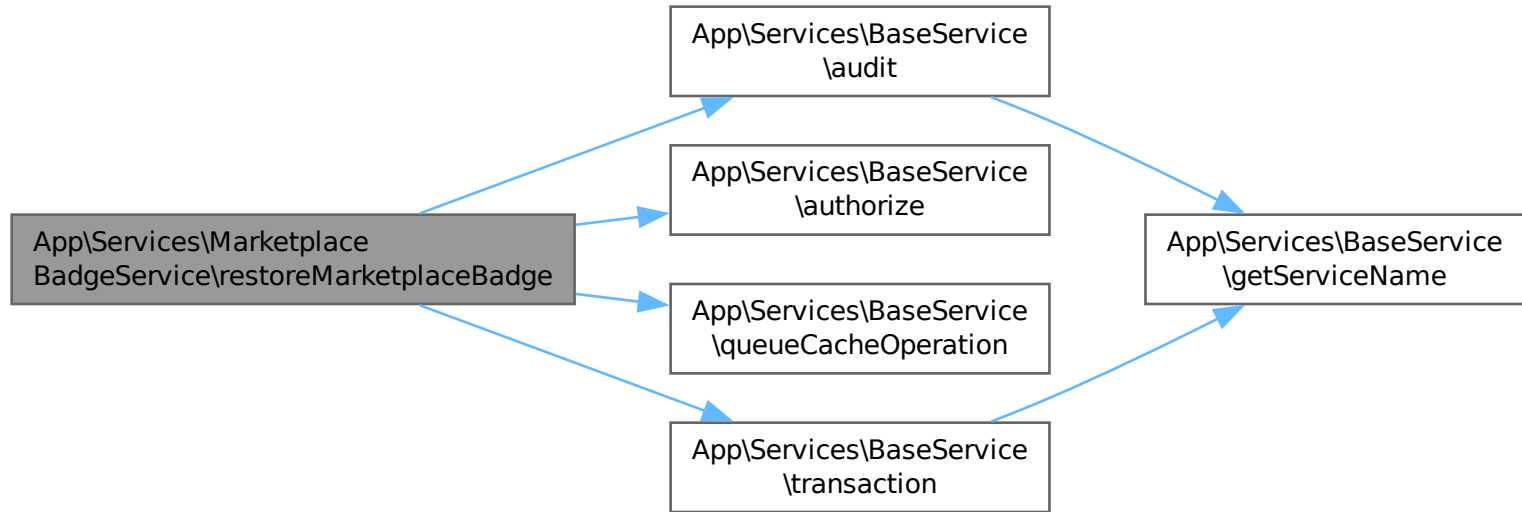 App\Services\BaseService
\audit
App\Services\BaseService
\authorize
App\Services\Marketplace
BadgeService\restoreMarketplaceBadge
App\Services\BaseService
\getServiceName
App\Services\BaseService
\queueCacheOperation
App\Services\BaseService
\transaction